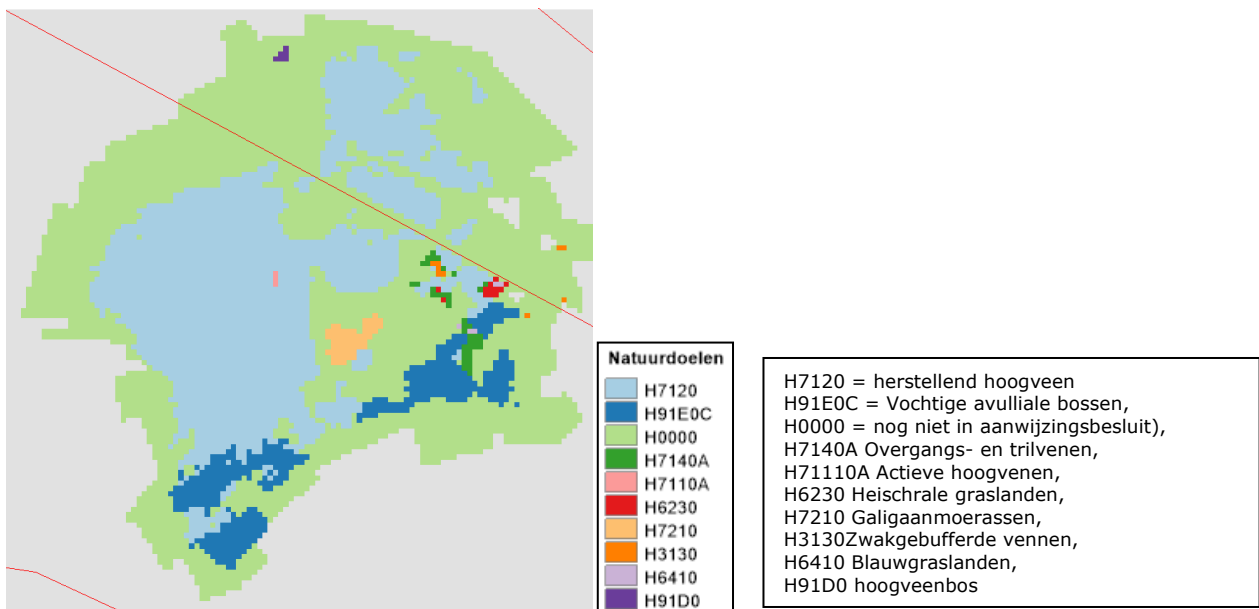 Natuurdoelen
H7120
H91E0C
H0000
H7140A
H7110A
H6230
H7210
H3130
H6410
H91D0
H7120 = herstellend hoogveen
H91E0C = Vochtige avulliale bossen,
H0000 = nog niet in aanwijzingsbesluit),
H7140A Overgangs- en trilvenen,
H71110A Actieve hoogvenen,
H6230 Heischrale graslanden,
H7210 Galigaanmoerassen,
H3130Zwakgebufferde vennen,
H6410 Blauwgraslanden,
H91D0 hoogveenbos